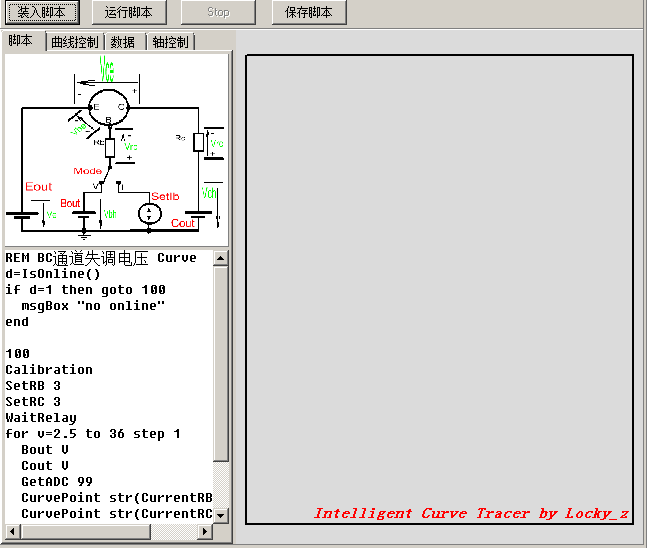 装入脚本 运行脚本 Stop 保存脚本
脚本 曲线控制 数据 轴控制
- +
E C
B
RB Vrb Rc Vrc
- +
Mode
V I
Eout Bout SetIb
Vbh Vch
Cout
REM BC通道失调电压 Curve
d=IsOnline()
if d=1 then goto 100
msgBox "no online"
end
100
Calibration
SetRB 3
SetRC 3
WaitRelay
for v=2.5 to 36 step 1
Bout V
Cout V
GetADC 99
CurvePoint str(CurrentRB
CurvePoint str(CurrentRC
Intelligent Curve Tracer by Locky_z